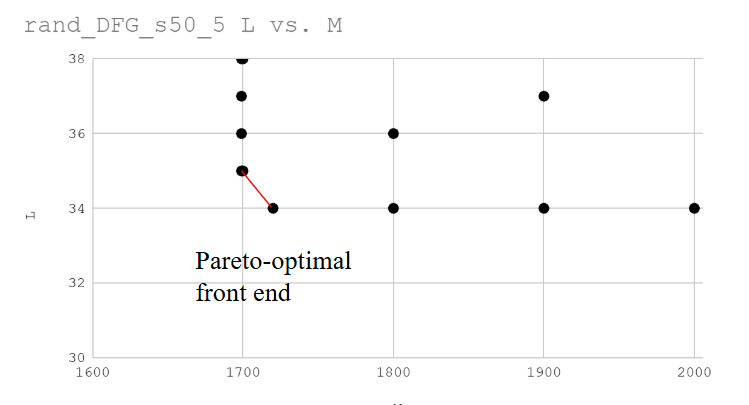 rand_DFG_s50_5 L vs. M
38
36
34
32
30
L
Pareto-optimal
front end
1600 1700 1800 1900 2000